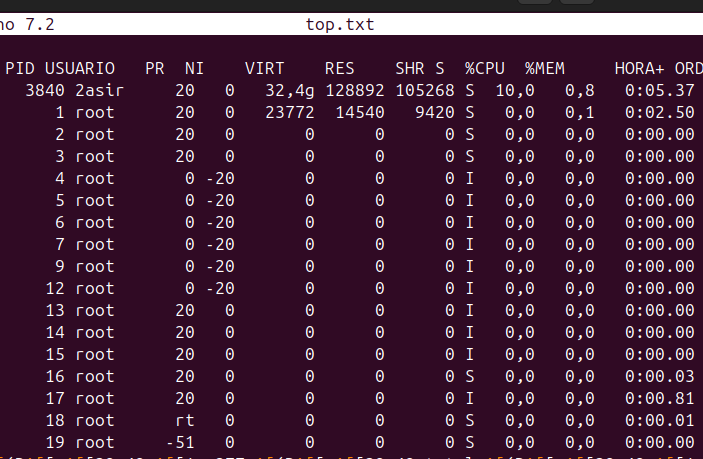 no 7.2 top.txt
PID USUARIO PR NI VIRT RES SHR S %CPU %MEM HORA+ ORD
3840 2asir 20 0 32,4g 128892 105268 S 10,0 0,8 0:05.37
1 root 20 0 23772 14540 9420 S 0,0 0,1 0:02.50
2 root 20 0 0 0 0 S 0,0 0,0 0:00.00
3 root 20 0 0 0 0 S 0,0 0,0 0:00.00
4 root 0 -20 0 0 0 I 0,0 0,0 0:00.00
5 root 0 -20 0 0 0 I 0,0 0,0 0:00.00
6 root 0 -20 0 0 0 I 0,0 0,0 0:00.00
7 root 0 -20 0 0 0 I 0,0 0,0 0:00.00
9 root 0 -20 0 0 0 I 0,0 0,0 0:00.00
12 root 0 -20 0 0 0 I 0,0 0,0 0:00.00
13 root 20 0 0 0 0 I 0,0 0,0 0:00.00
14 root 20 0 0 0 0 I 0,0 0,0 0:00.00
15 root 20 0 0 0 0 I 0,0 0,0 0:00.00
16 root 20 0 0 0 0 S 0,0 0,0 0:00.03
17 root 20 0 0 0 0 I 0,0 0,0 0:00.81
18 root rt 0 0 0 0 S 0,0 0,0 0:00.01
19 root -51 0 0 0 0 S 0,0 0,0 0:00.00